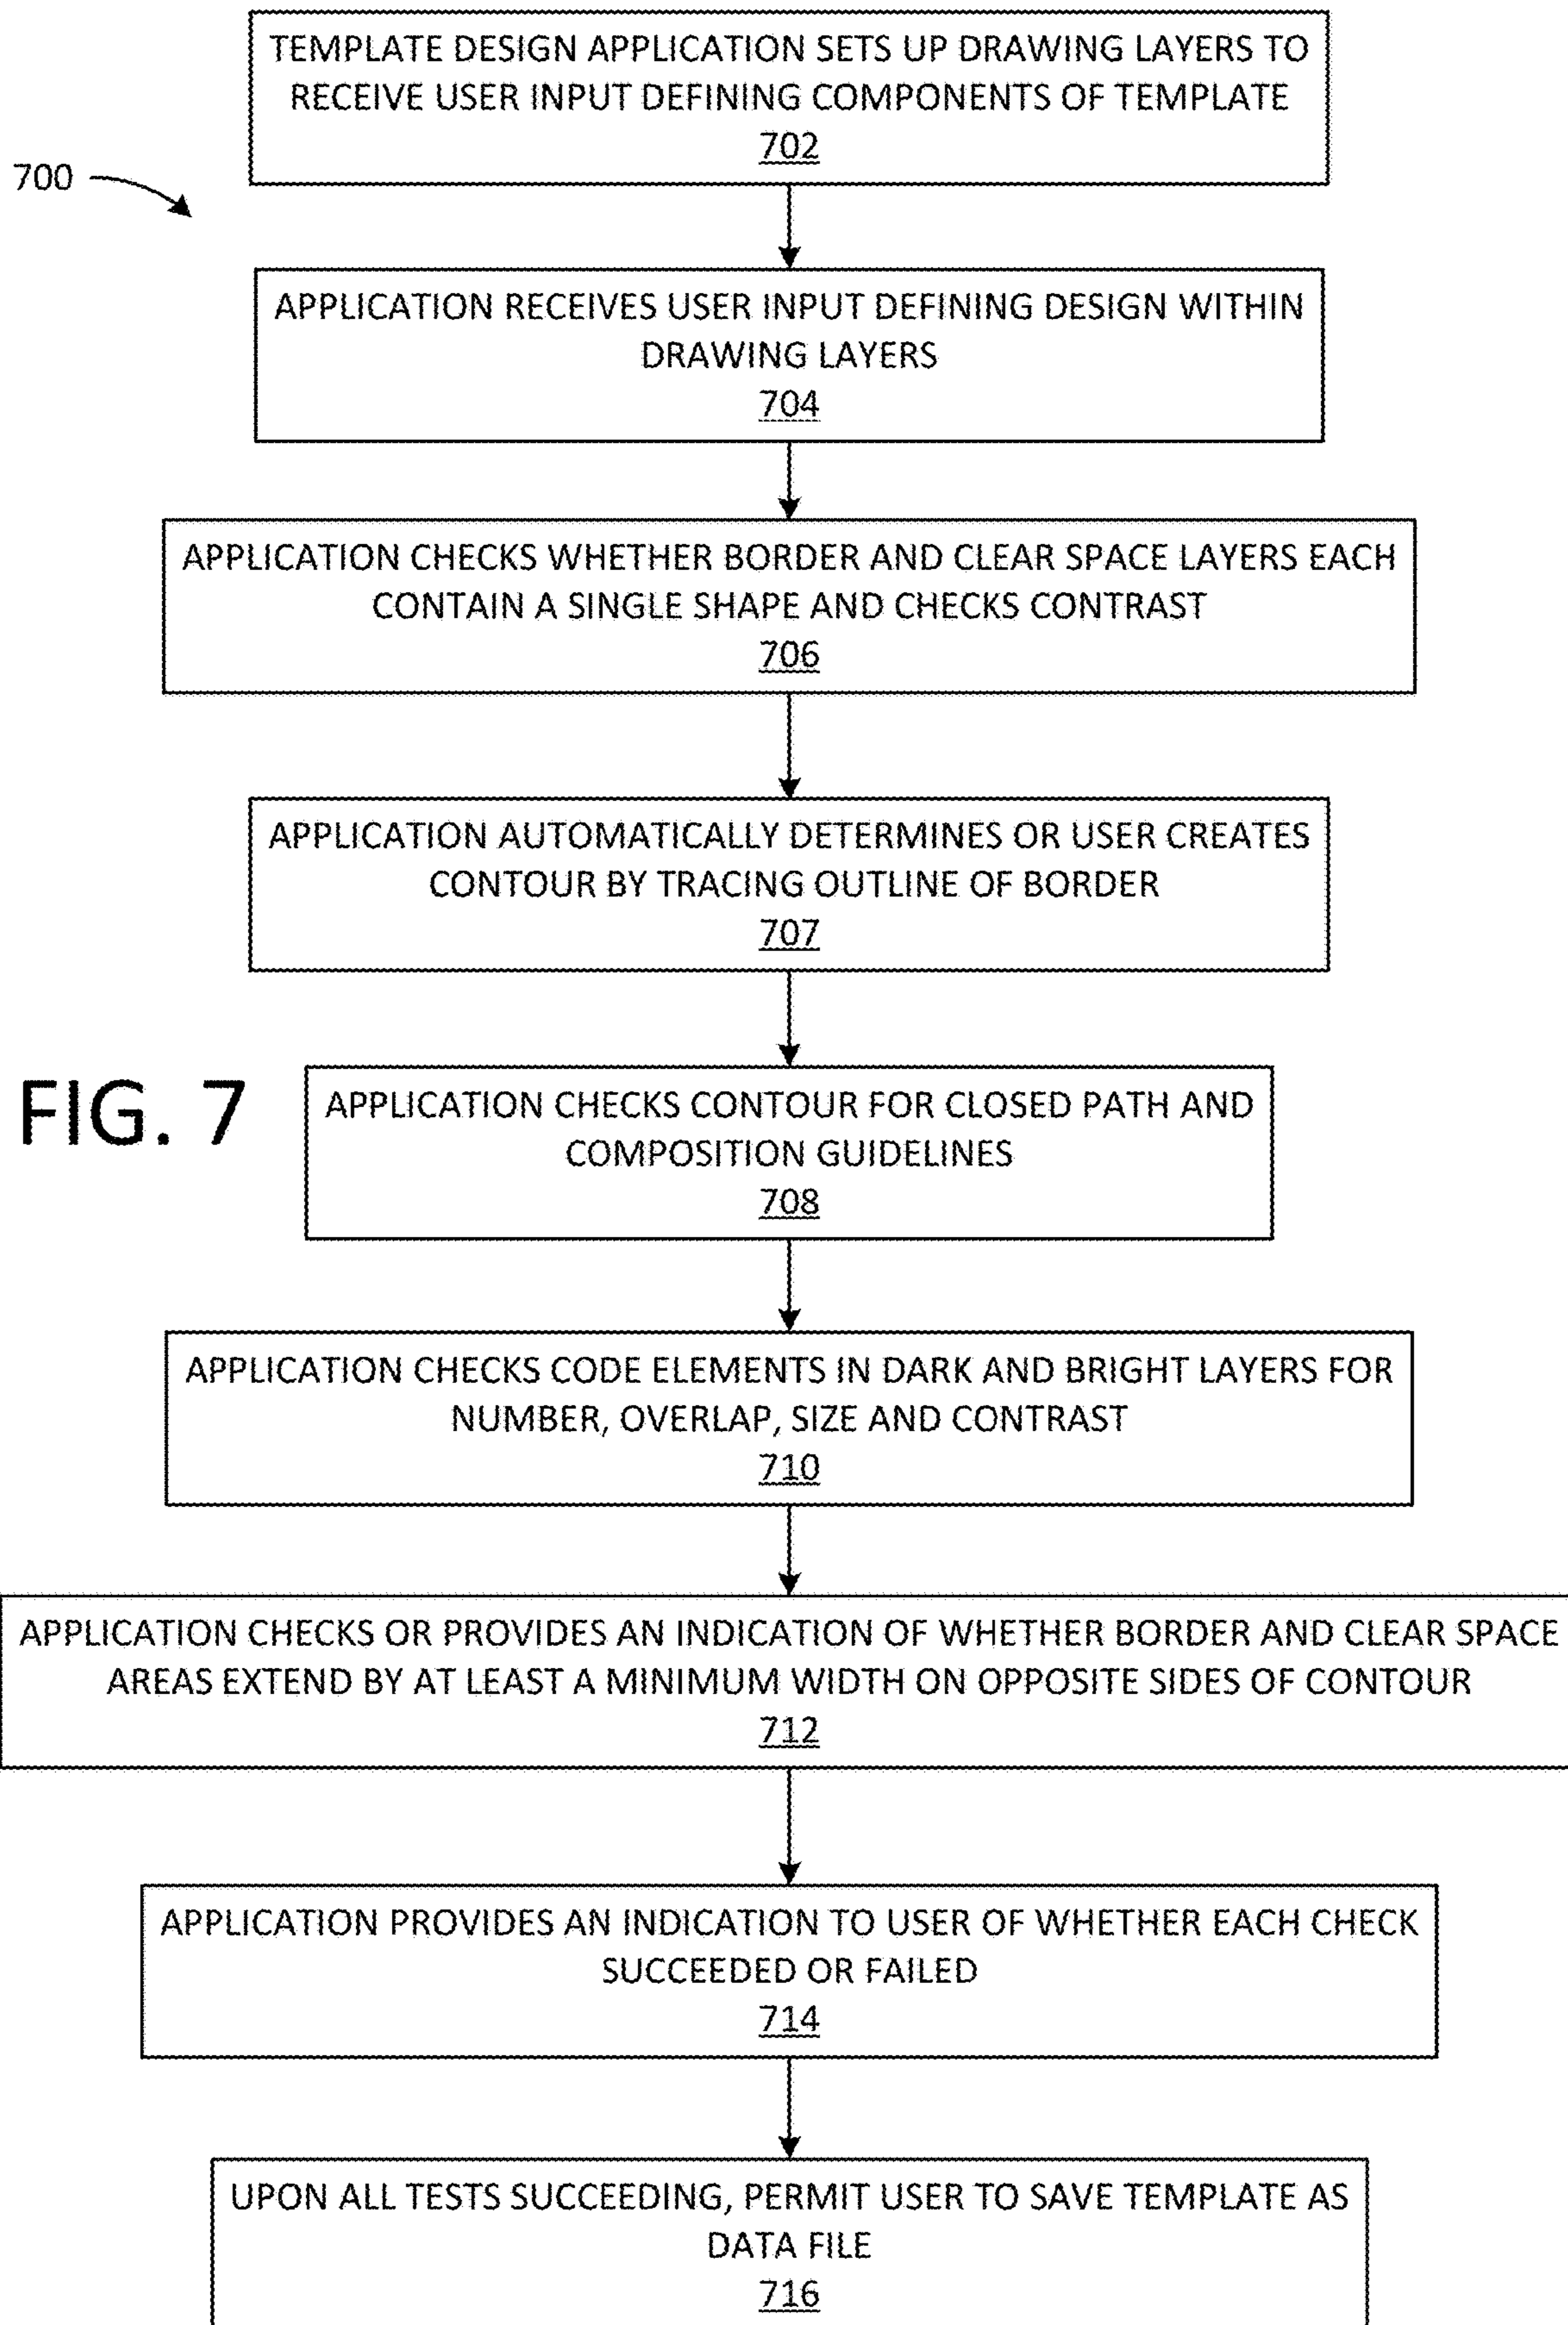 TEMPLATE DESIGN APPLICATION SETS UP DRAWING LAYERS TO
RECEIVE USER INPUT DEFINING COMPONENTS OF TEMPLATE
702
700
APPLICATION RECEIVES USER INPUT DEFINING DESIGN WITHIN
DRAWING LAYERS
704
APPLICATION CHECKS WHETHER BORDER AND CLEAR SPACE LAYERS EACH
CONTAIN A SINGLE SHAPE AND CHECKS CONTRAST
706
APPLICATION AUTOMATICALLY DETERMINES OR USER CREATES
CONTOUR BY TRACING OUTLINE OF BORDER
707
FIG. 7
APPLICATION CHECKS CONTOUR FOR CLOSED PATH AND
COMPOSITION GUIDELINES
708
APPLICATION CHECKS CODE ELEMENTS IN DARK AND BRIGHT LAYERS FOR
NUMBER, OVERLAP, SIZE AND CONTRAST
710
APPLICATION CHECKS OR PROVIDES AN INDICATION OF WHETHER BORDER AND CLEAR SPACE
AREAS EXTEND BY AT LEAST A MINIMUM WIDTH ON OPPOSITE SIDES OF CONTOUR
712
APPLICATION PROVIDES AN INDICATION TO USER OF WHETHER EACH CHECK
SUCCEEDED OR FAILED
714
UPON ALL TESTS SUCCEEDING, PERMIT USER TO SAVE TEMPLATE AS
DATA FILE
716